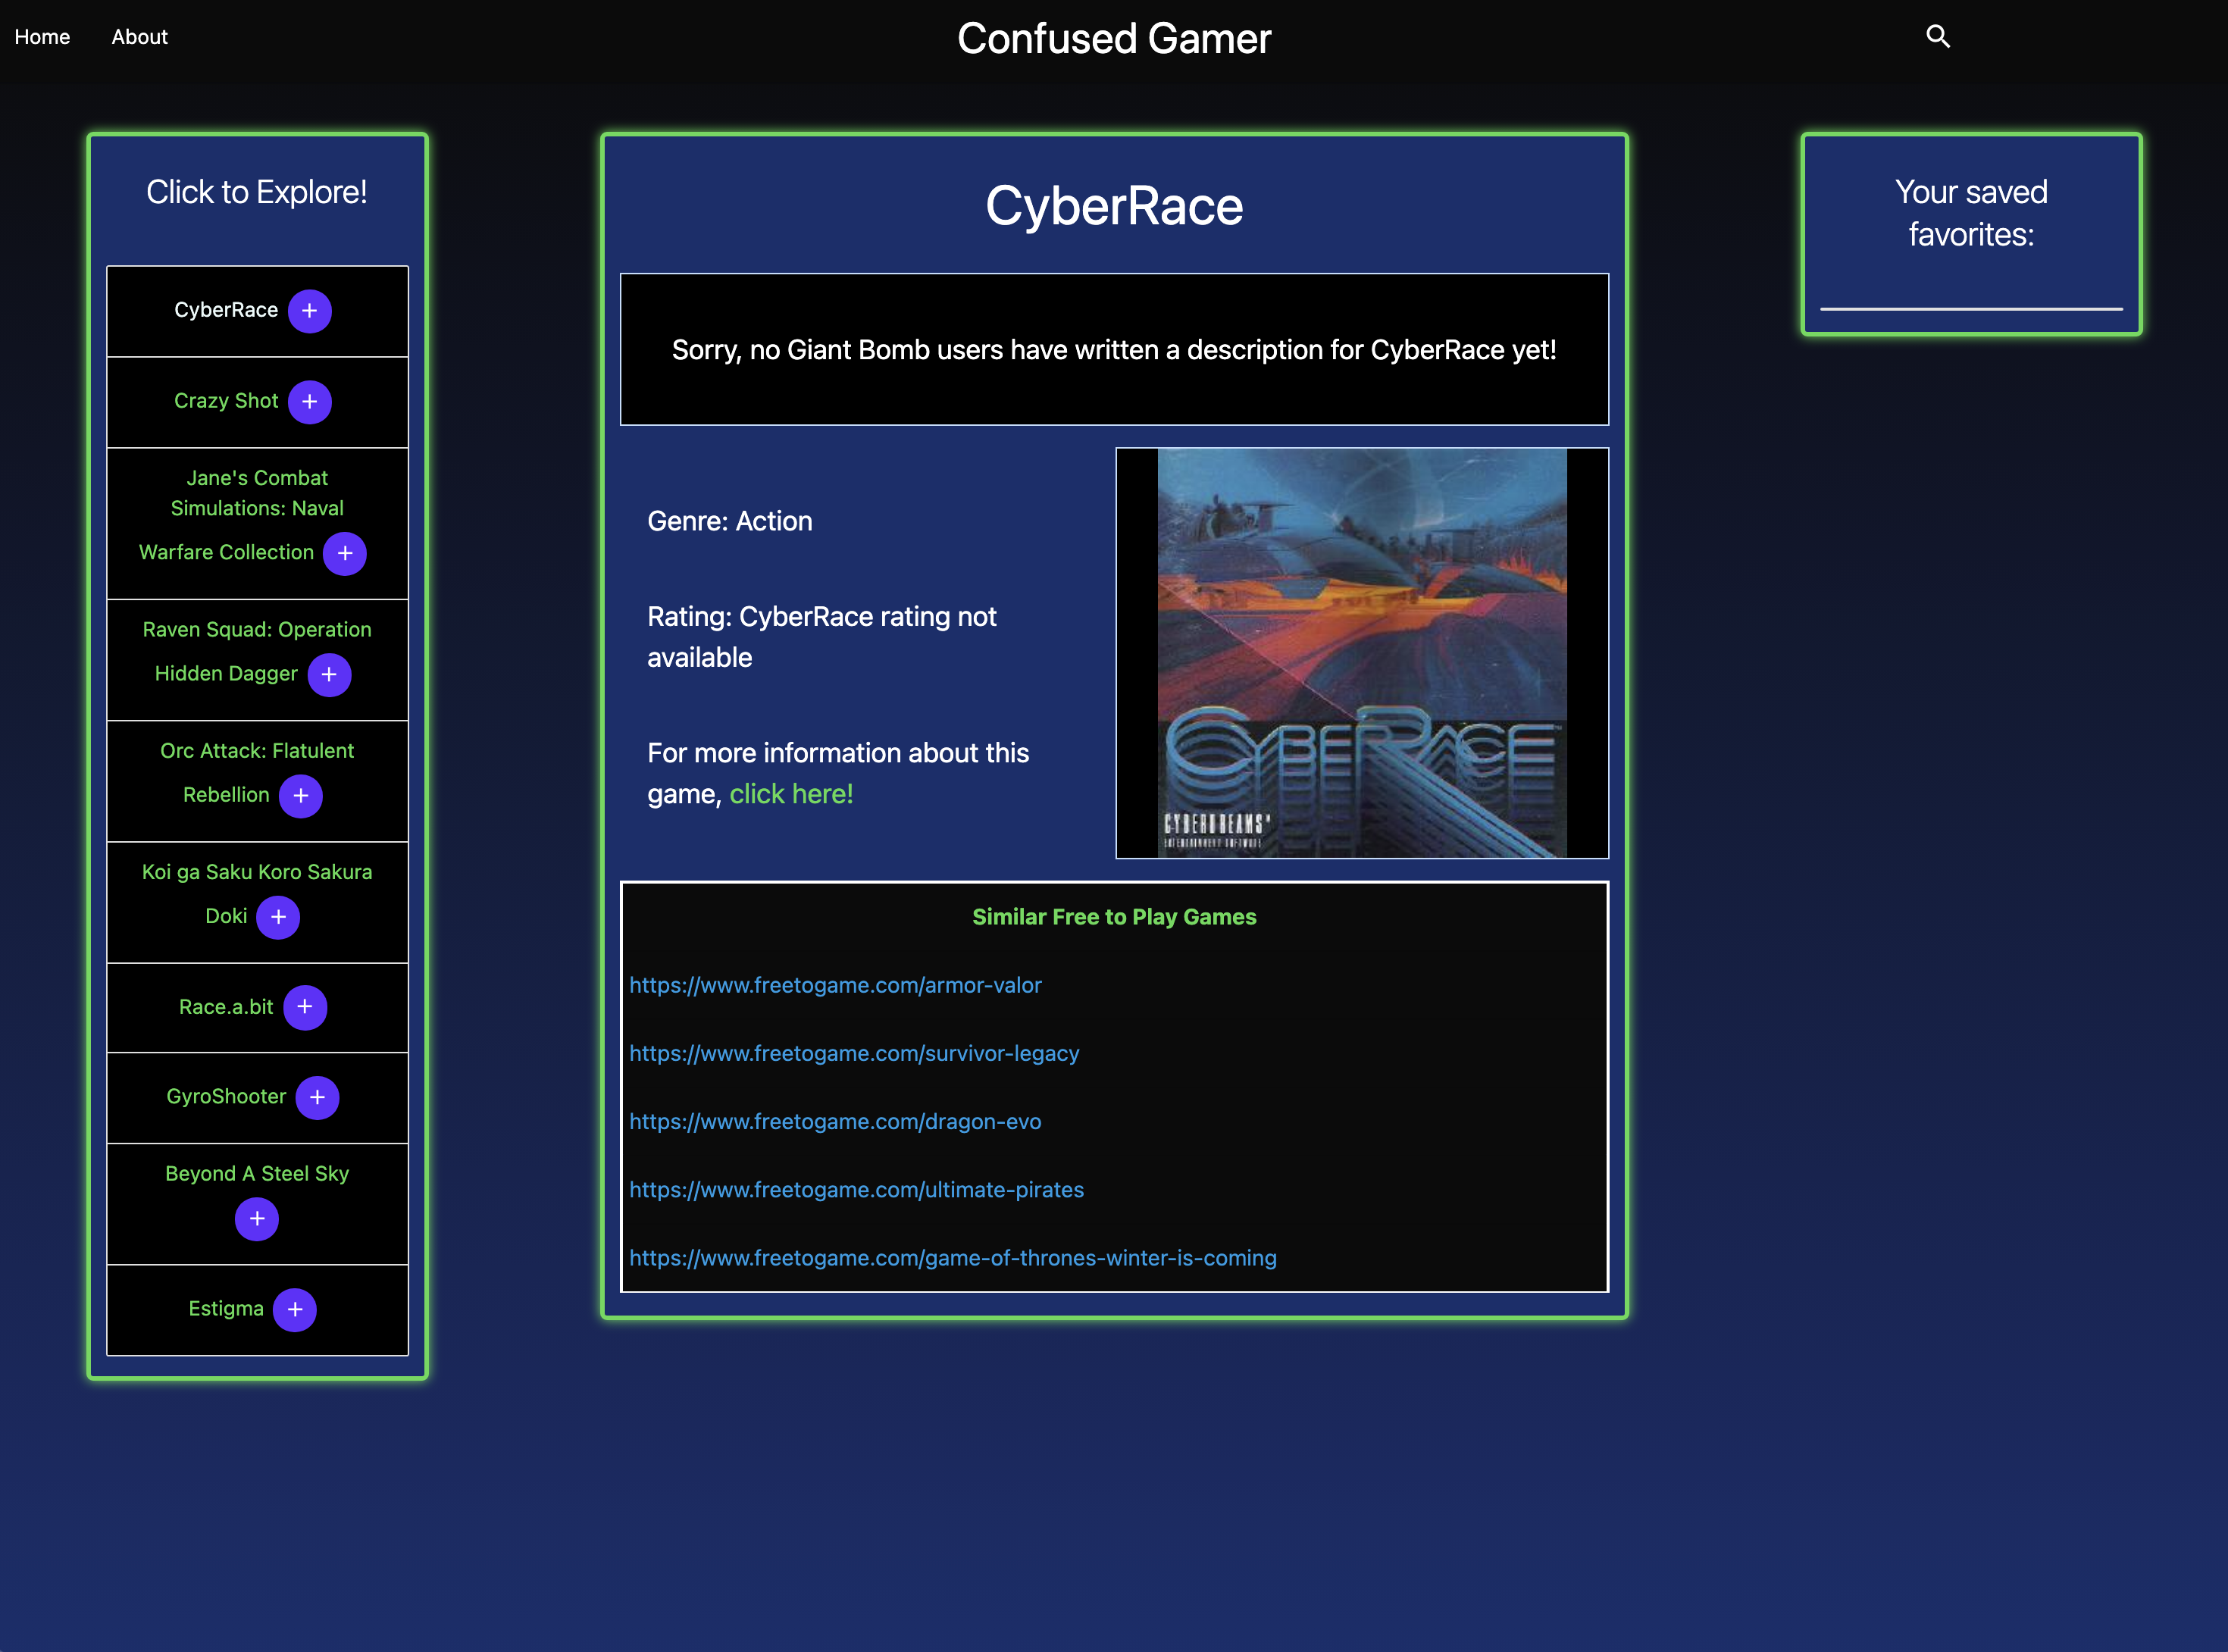 Home
About
Confused Gamer
Click to Explore!
CyberRace +
Crazy Shot +
Jane's Combat
Simulations: Naval
Warfare Collection +
Raven Squad: Operation
Hidden Dagger +
Orc Attack: Flatulent
Rebellion +
Koi ga Saku Koro Sakura
Doki +
Race.a.bit +
GyroShooter +
Beyond A Steel Sky
+
Estigma +
CyberRace
Sorry, no Giant Bomb users have written a description for CyberRace yet!
Genre: Action
Rating: CyberRace rating not
available
For more information about this
game, click here!
CYBERRACE™
CYBERDREAMS®
ENTERTAINMENT SOFTWARE
Similar Free to Play Games
https://www.freetogame.com/armor-valor
https://www.freetogame.com/survivor-legacy
https://www.freetogame.com/dragon-evo
https://www.freetogame.com/ultimate-pirates
https://www.freetogame.com/game-of-thrones-winter-is-coming
Your saved
favorites: